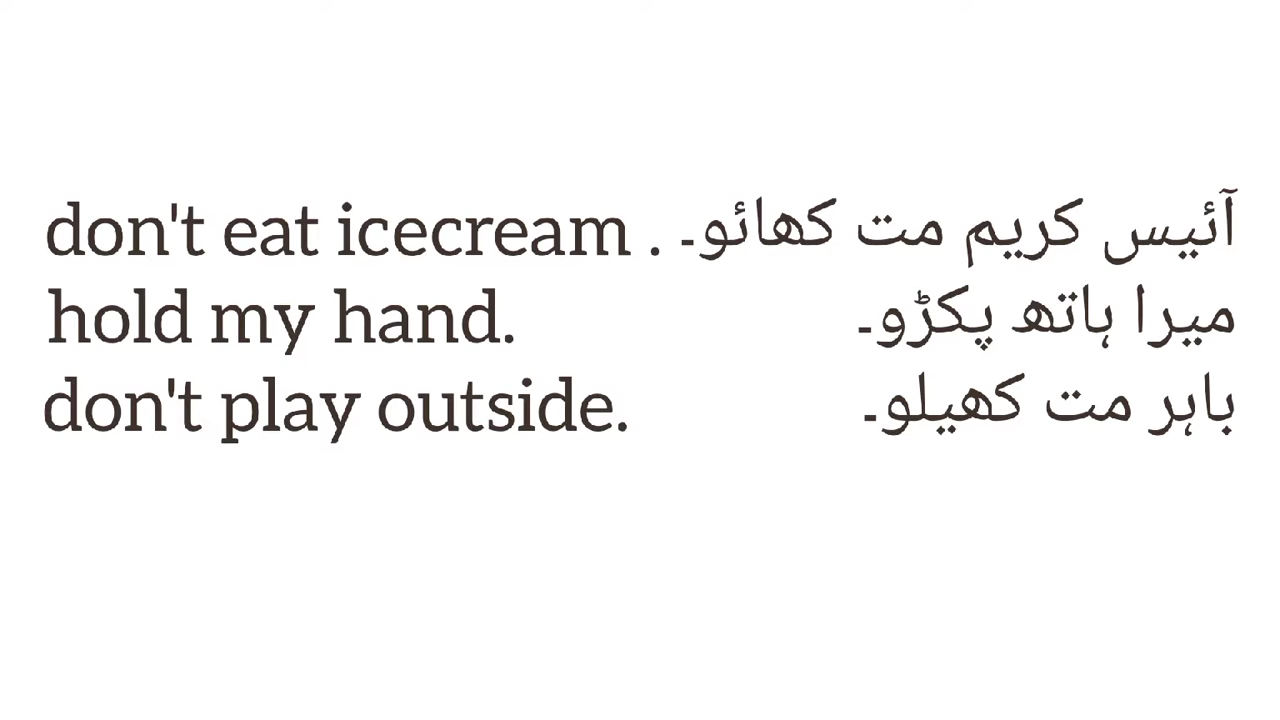 don't eat icecream . آئیس کریم مت کھائو۔
hold my hand. میرا ہاتھ پکڑو۔
don't play outside. باہر مت کھیلو۔